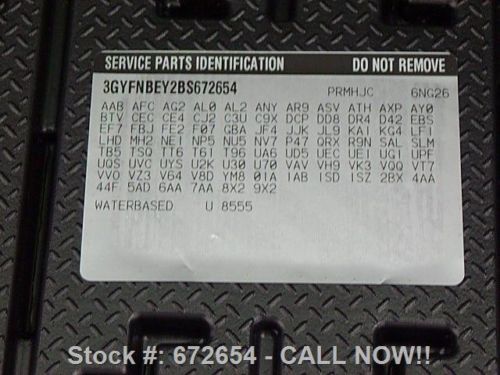 SERVICE PARTS IDENTIFICATION DO NOT REMOVE
3GYFNBEY2BS672654 PRMHJC 6NG26
AAB AFC AG2 AL0 AL2 ANY AR9 ASV ATH AXP AY0
BTV CEC CE4 CJ2 C3U C9X DCP DD8 DR4 D42 EBS
EF7 FBJ FE2 F07 GBA JF4 JJK JL9 KA1 KG4 LF1
LHD MH2 NE1 NP5 NU5 NV7 P47 QRX R9N SAL SLM
TB5 TSQ TT6 T61 T96 UA6 UD5 UEC UE1 UG1 UPF
UQS UVC UYS U2K U30 U70 VAV VH9 VK3 VQQ VTT
VVO VZ3 V64 V8D YM8 01A 1AB 1SD 1SZ 2BX 4AA
44F 5AD 6AA 7AA 8X2 9X2
WATERBASED U 8555
Stock #: 672654 - CALL NOW!!